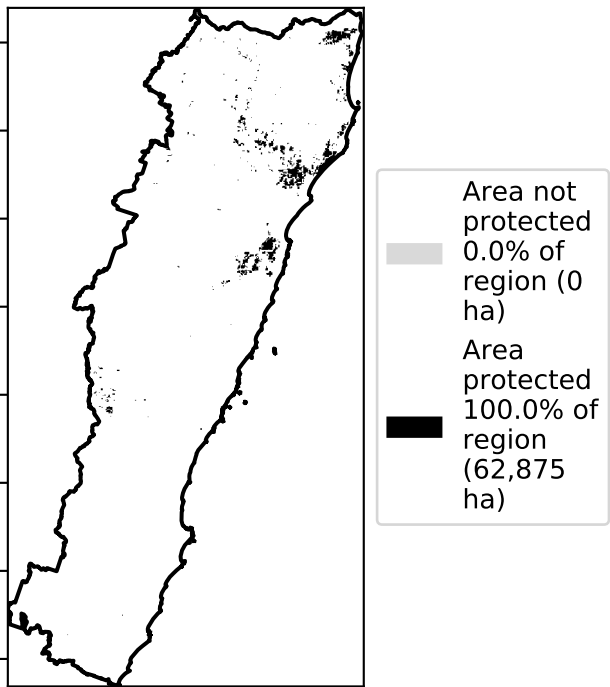 Area not
protected
0.0% of
region (0
ha)
Area
protected
100.0% of
region
(62,875
ha)